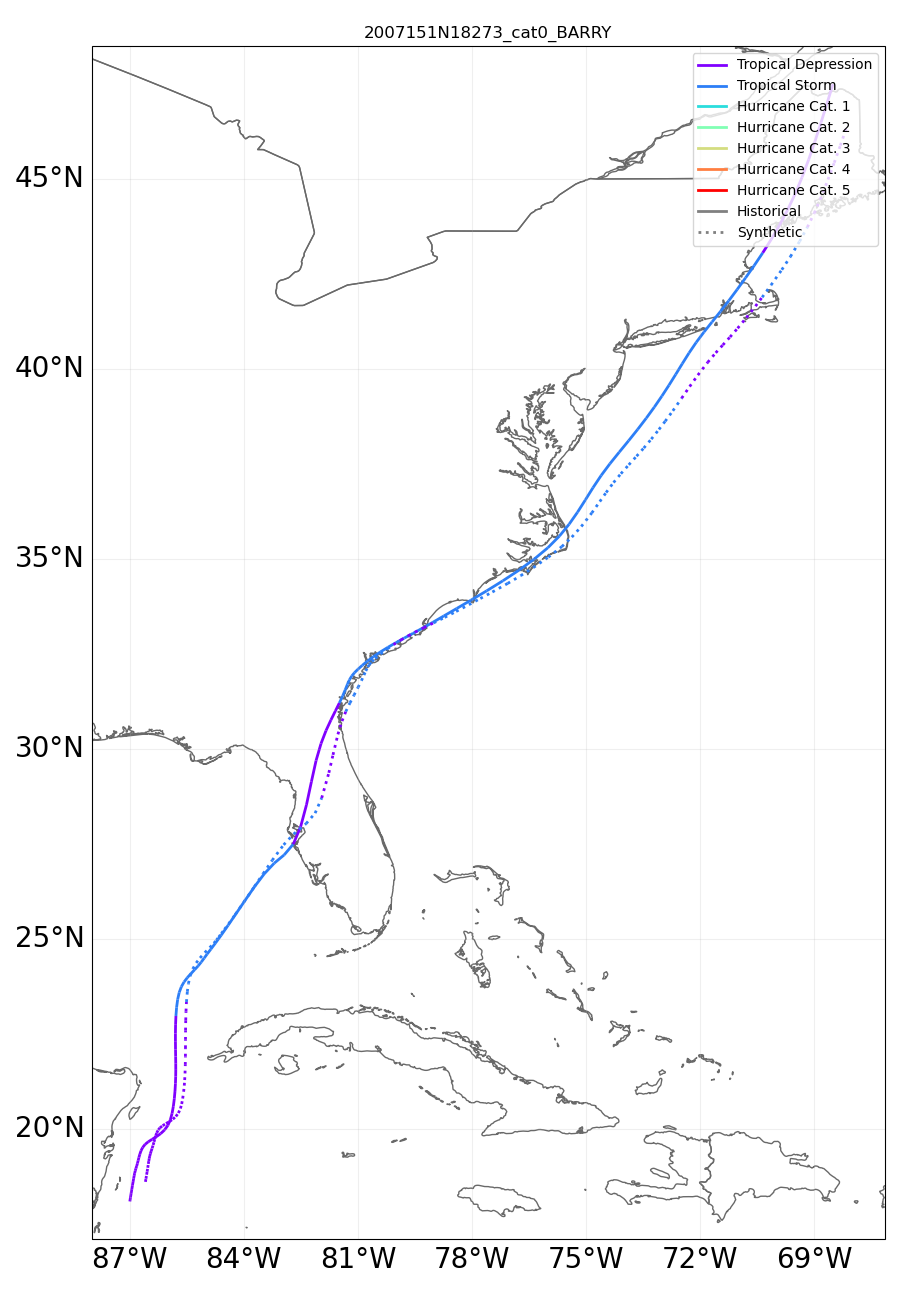 2007151N18273_cat0_BARRY
Tropical Depression
Tropical Storm
Hurricane Cat. 1
Hurricane Cat. 2
Hurricane Cat. 3
Hurricane Cat. 4
Hurricane Cat. 5
Historical
Synthetic
45°N
40°N
35°N
30°N
25°N
20°N
87°W 84°W 81°W 78°W 75°W 72°W 69°W